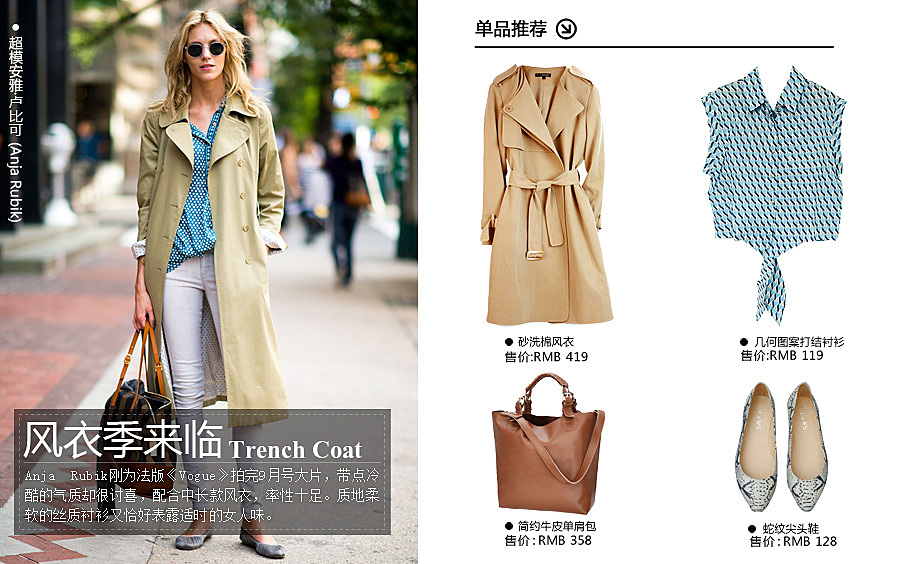 ● 超模安雅卢比可 (Anja Rubik)
风衣季来临 Trench Coat
Anja Rubik刚为法版《Vogue》拍完9月号大片，带点冷
酷的气质却很讨喜，配合中长款风衣，率性十足。质地柔
软的丝质衬衫又恰好表露适时的女人味。
单品推荐
● 砂洗棉风衣
售价:RMB 419
● 几何图案打结衬衫
售价:RMB 119
● 简约牛皮单肩包
售价:RMB 358
● 蛇纹尖头鞋
售价:RMB 128